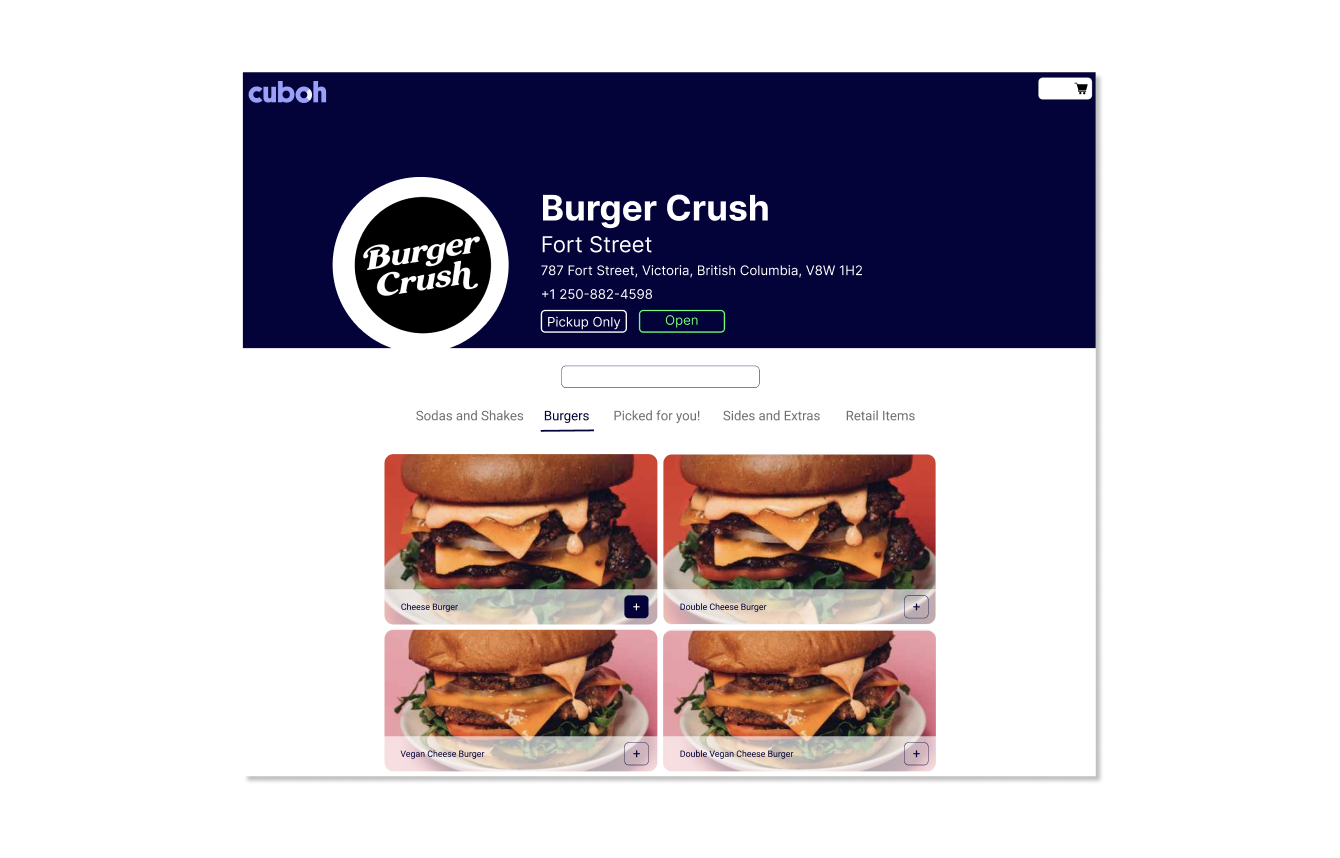 cuboh
Burger
Crush
Burger Crush
Fort Street
787 Fort Street, Victoria, British Columbia, V8W 1H2
+1 250-882-4598
Pickup Only
Open
Sodas and Shakes
Burgers
Picked for you!
Sides and Extras
Retail Items
Cheese Burger
+
Double Cheese Burger
+
Vegan Cheese Burger
+
Double Vegan Cheese Burger
+